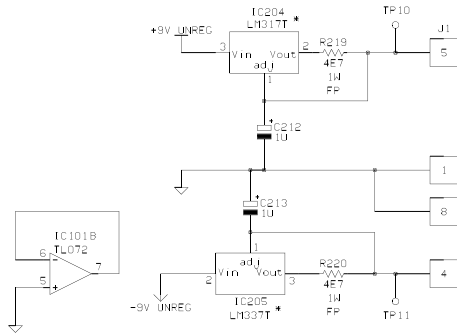 IC204
LM317T *
TP10
J1
+9V UNREG
3
Vin
Vout
2
R219
5
adj
4E7
1
1W
FP
+
C212
1U
1
+
C213
8
1U
IC101B
TL072
6
7
5
1
adj
R220
2
Vin
Vout
3
4
4E7
-9V UNREG
IC205
1W
LM337T *
FP
TP11